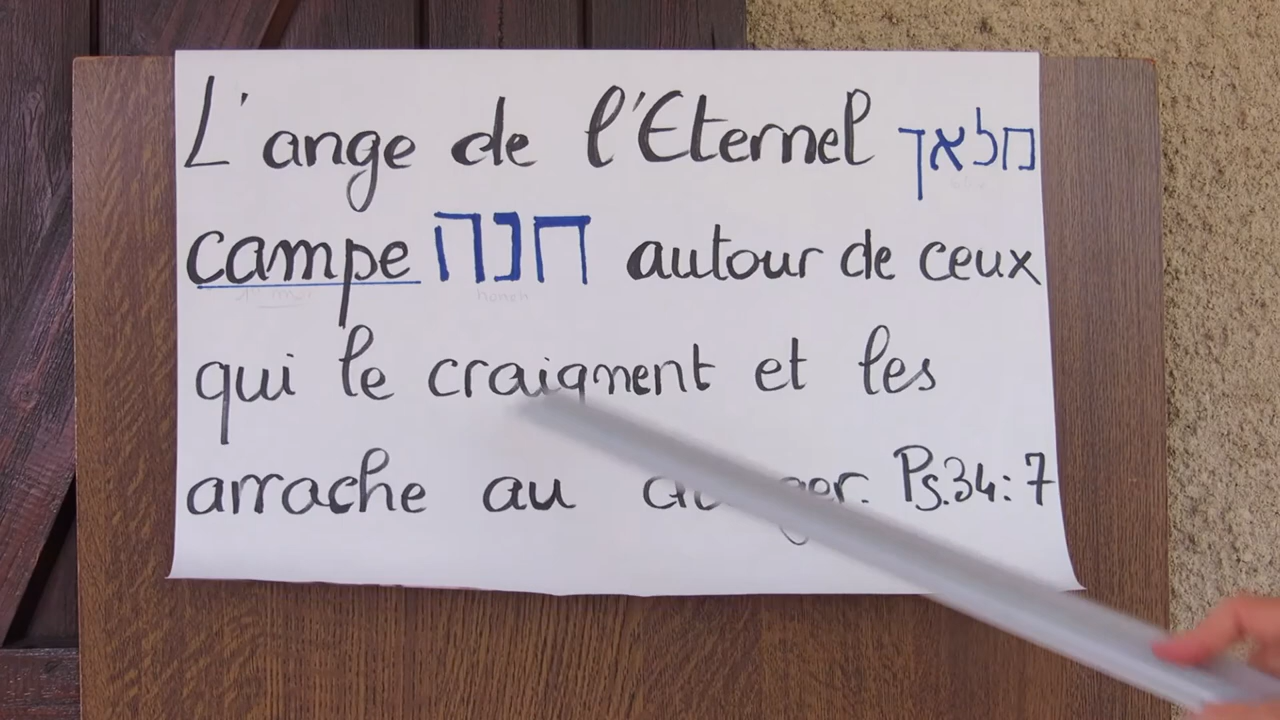 L'ange de l'Eternel מלאך
campe חנה autour de ceux
qui le craignent et les
arrache au Ps.34:7